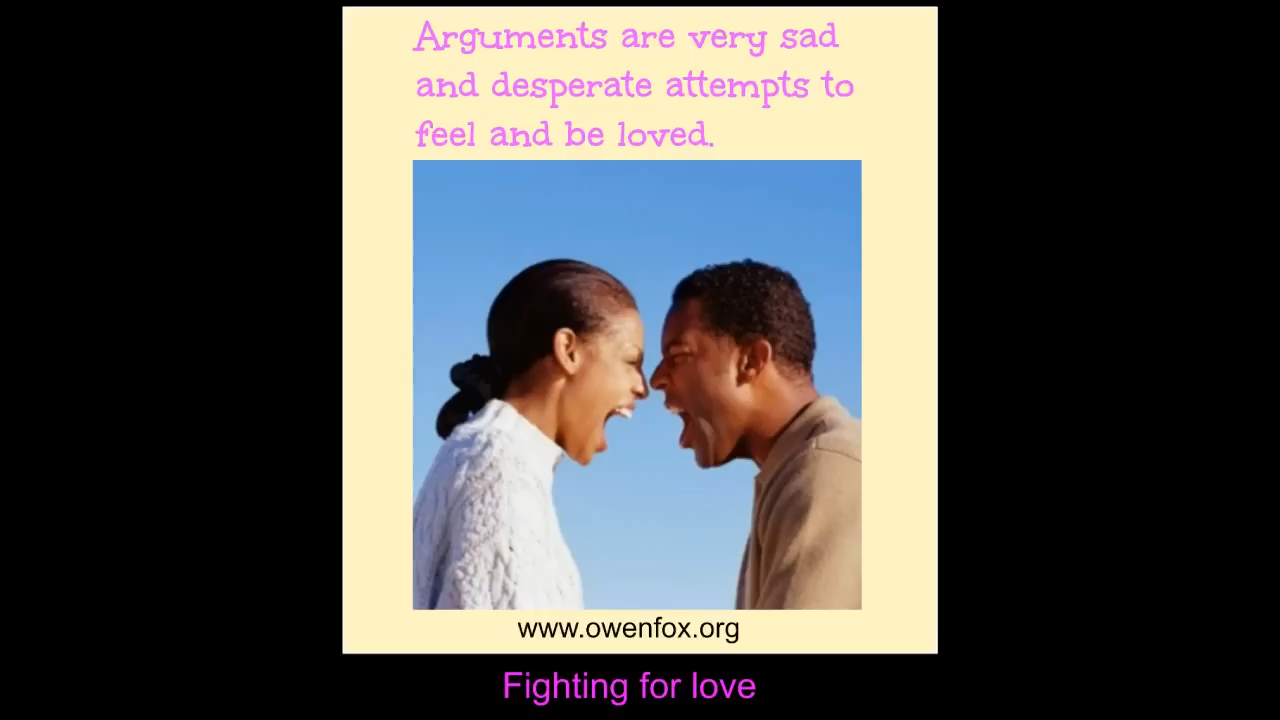 Arguments are very sad
and desperate attempts to
feel and be loved.
www.owenfox.org
Fighting for love